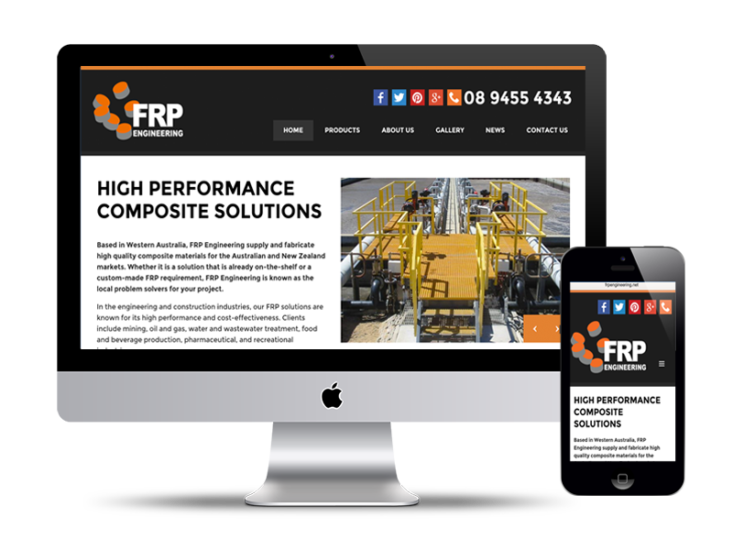 FRP
ENGINEERING
08 9455 4343
HOME PRODUCTS ABOUT US GALLERY NEWS CONTACT US
HIGH PERFORMANCE
COMPOSITE SOLUTIONS
Based in Western Australia, FRP Engineering supply and fabricate
high quality composite materials for the Australian and New Zealand
markets. Whether it is a solution that is already on-the-shelf or a
custom-made FRP requirement, FRP Engineering is known as the
local problem solvers for your project.
In the engineering and construction industries, our FRP solutions are
known for its high performance and cost-effectiveness. Clients
include mining, oil and gas, water and wastewater treatment, food
and beverage production, pharmaceutical, and recreational
frpengineering.net
FRP
ENGINEERING
HIGH PERFORMANCE
COMPOSITE
SOLUTIONS
Based in Western Australia, FRP
Engineering supply and fabricate high
quality composite materials for the